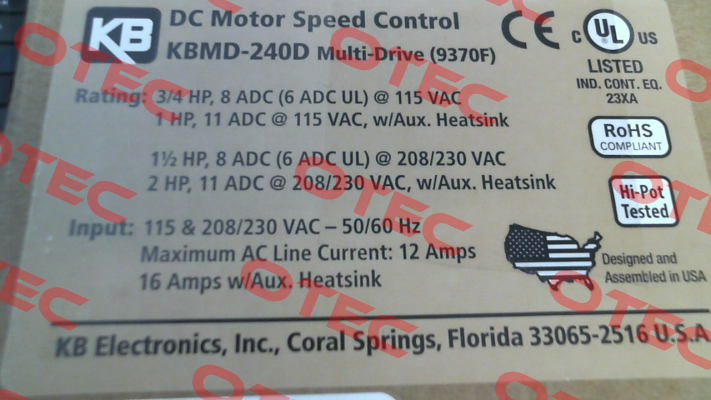 KB
DC Motor Speed Control
KBMD-240D Multi-Drive (9370F)
CE
C UL US
LISTED
IND. CONT. EQ.
23XA
Rating: 3/4 HP, 8 ADC (6 ADC UL) @ 115 VAC
1 HP, 11 ADC @ 115 VAC, w/Aux. Heatsink
RoHS
COMPLIANT
1½ HP, 8 ADC (6 ADC UL) @ 208/230 VAC
2 HP, 11 ADC @ 208/230 VAC, w/Aux. Heatsink
Hi-Pot
Tested
Input: 115 & 208/230 VAC – 50/60 Hz
Maximum AC Line Current: 12 Amps
16 Amps w/Aux. Heatsink
Designed and
Assembled in USA
KB Electronics, Inc., Coral Springs, Florida 33065-2516 U.S.A
OTEC